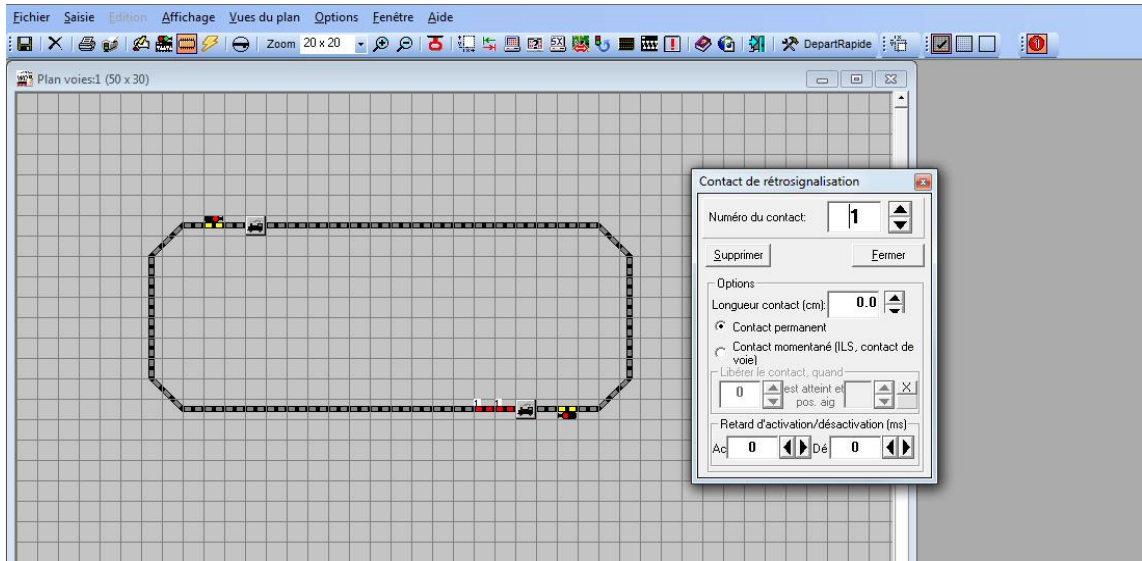 Fichier Saisie Edition Affichage Vues du plan Options Fenêtre Aide
Zoom 20 x 20 DepartRapide
Plan voies:1 (50 x 30)
Contact de rétrosignalisation
Numéro du contact: 1
Supprimer Fermer
Options
Longueur contact (cm): 0.0
Contact permanent
Contact momentané (ILS, contact de
voie)
Libérer le contact, quand
0 est atteint et X
pos. aig
1 1
Retard d'activation/désactivation (ms)
Ac 0 Dé 0